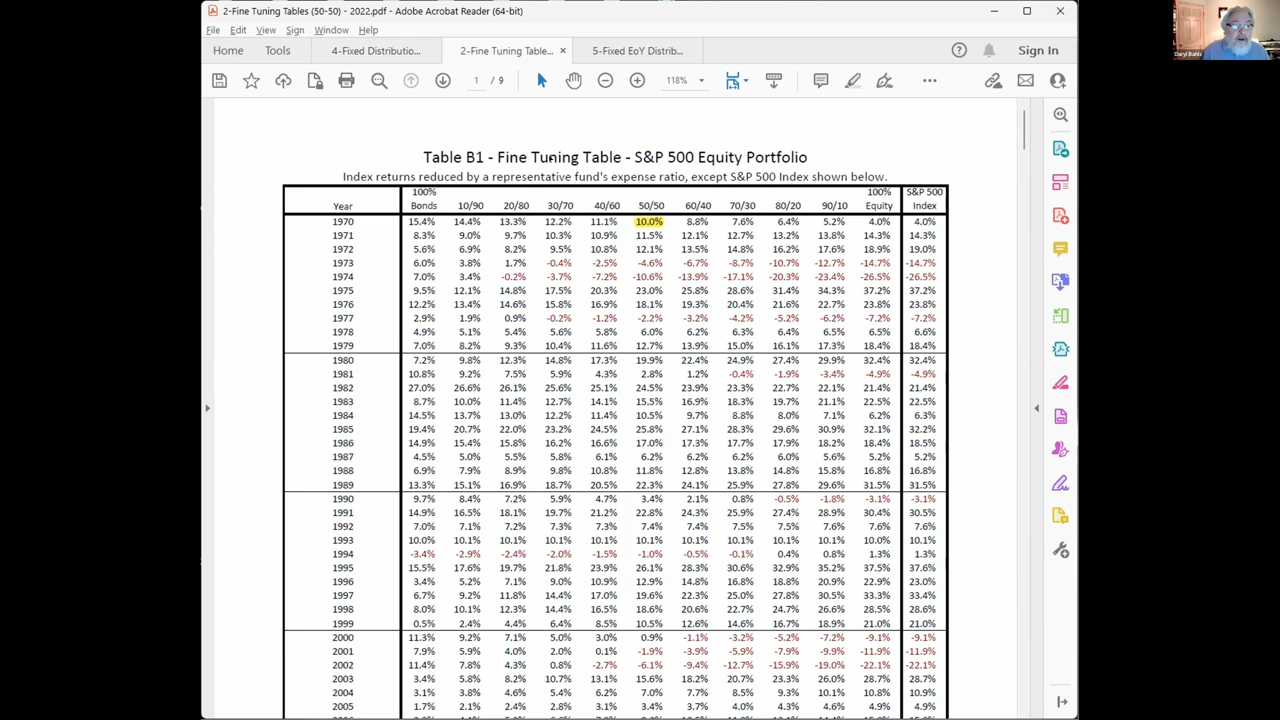 2-Fine Tuning Tables (50-50) - 2022.pdf - Adobe Acrobat Reader (64-bit)
File Edit View Sign Window Help
Home Tools 4-Fixed Distributio... 2-Fine Tuning Table... × 5-Fixed EoY Distrib... Sign In
1 / 9 118%
Daryl Bahls
Table B1 - Fine Tuning Table - S&P 500 Equity Portfolio
Index returns reduced by a representative fund's expense ratio, except S&P 500 Index shown below.
Year 100% Bonds 10/90 20/80 30/70 40/60 50/50 60/40 70/30 80/20 90/10 100% Equity S&P 500 Index
1970 15.4% 14.4% 13.3% 12.2% 11.1% 10.0% 8.8% 7.6% 6.4% 5.2% 4.0% 4.0%
1971 8.3% 9.0% 9.7% 10.3% 10.9% 11.5% 12.1% 12.7% 13.2% 13.8% 14.3% 14.3%
1972 5.6% 6.9% 8.2% 9.5% 10.8% 12.1% 13.5% 14.8% 16.2% 17.6% 18.9% 19.0%
1973 6.0% 3.8% 1.7% -0.4% -2.5% -4.6% -6.7% -8.7% -10.7% -12.7% -14.7% -14.7%
1974 7.0% 3.4% -0.2% -3.7% -7.2% -10.6% -13.9% -17.1% -20.3% -23.4% -26.5% -26.5%
1975 9.5% 12.1% 14.8% 17.5% 20.3% 23.0% 25.8% 28.6% 31.4% 34.3% 37.2% 37.2%
1976 12.2% 13.4% 14.6% 15.8% 16.9% 18.1% 19.3% 20.4% 21.6% 22.7% 23.8% 23.8%
1977 2.9% 1.9% 0.9% -0.2% -1.2% -2.2% -3.2% -4.2% -5.2% -6.2% -7.2% -7.2%
1978 4.9% 5.1% 5.4% 5.6% 5.8% 6.0% 6.2% 6.3% 6.4% 6.5% 6.5% 6.6%
1979 7.0% 8.2% 9.3% 10.4% 11.6% 12.7% 13.9% 15.0% 16.1% 17.3% 18.4% 18.4%
1980 7.2% 9.8% 12.3% 14.8% 17.3% 19.9% 22.4% 24.9% 27.4% 29.9% 32.4% 32.4%
1981 10.8% 9.2% 7.5% 5.9% 4.3% 2.8% 1.2% -0.4% -1.9% -3.4% -4.9% -4.9%
1982 27.0% 26.6% 26.1% 25.6% 25.1% 24.5% 23.9% 23.3% 22.7% 22.1% 21.4% 21.4%
1983 8.7% 10.0% 11.4% 12.7% 14.1% 15.5% 16.9% 18.3% 19.7% 21.1% 22.5% 22.5%
1984 14.5% 13.7% 13.0% 12.2% 11.4% 10.5% 9.7% 8.8% 8.0% 7.1% 6.2% 6.3%
1985 19.4% 20.7% 22.0% 23.2% 24.5% 25.8% 27.1% 28.3% 29.6% 30.9% 32.1% 32.2%
1986 14.9% 15.4% 15.8% 16.2% 16.6% 17.0% 17.3% 17.7% 17.9% 18.2% 18.4% 18.5%
1987 4.5% 5.0% 5.5% 5.8% 6.1% 6.2% 6.2% 6.2% 6.0% 5.6% 5.2% 5.2%
1988 6.9% 7.9% 8.9% 9.8% 10.8% 11.8% 12.8% 13.8% 14.8% 15.8% 16.8% 16.8%
1989 13.3% 15.1% 16.9% 18.7% 20.5% 22.3% 24.1% 25.9% 27.8% 29.6% 31.5% 31.5%
1990 9.7% 8.4% 7.2% 5.9% 4.7% 3.4% 2.1% 0.8% -0.5% -1.8% -3.1% -3.1%
1991 14.9% 16.5% 18.1% 19.7% 21.2% 22.8% 24.3% 25.9% 27.4% 28.9% 30.4% 30.5%
1992 7.0% 7.1% 7.2% 7.3% 7.3% 7.4% 7.4% 7.5% 7.5% 7.6% 7.6% 7.6%
1993 10.0% 10.1% 10.1% 10.1% 10.1% 10.1% 10.1% 10.1% 10.1% 10.1% 10.0% 10.1%
1994 -3.4% -2.9% -2.4% -2.0% -1.5% -1.0% -0.5% -0.1% 0.4% 0.8% 1.3% 1.3%
1995 15.5% 17.6% 19.7% 21.8% 23.9% 26.1% 28.3% 30.6% 32.9% 35.2% 37.5% 37.6%
1996 3.4% 5.2% 7.1% 9.0% 10.9% 12.9% 14.8% 16.8% 18.8% 20.9% 22.9% 23.0%
1997 6.7% 9.2% 11.8% 14.4% 17.0% 19.6% 22.3% 25.0% 27.8% 30.5% 33.3% 33.4%
1998 8.0% 10.1% 12.3% 14.4% 16.5% 18.6% 20.6% 22.7% 24.7% 26.6% 28.5% 28.6%
1999 0.5% 2.4% 4.4% 6.4% 8.5% 10.5% 12.6% 14.6% 16.7% 18.9% 21.0% 21.0%
2000 11.3% 9.2% 7.1% 5.0% 3.0% 0.9% -1.1% -3.2% -5.2% -7.2% -9.1% -9.1%
2001 7.9% 5.9% 4.0% 2.0% 0.1% -1.9% -3.9% -5.9% -7.9% -9.9% -11.9% -11.9%
2002 11.4% 7.8% 4.3% 0.8% -2.7% -6.1% -9.4% -12.7% -15.9% -19.0% -22.1% -22.1%
2003 3.4% 5.8% 8.2% 10.7% 13.1% 15.6% 18.2% 20.7% 23.3% 26.0% 28.7% 28.7%
2004 3.1% 3.8% 4.6% 5.4% 6.2% 7.0% 7.7% 8.5% 9.3% 10.1% 10.8% 10.9%
2005 1.7% 2.1% 2.4% 2.8% 3.1% 3.4% 3.7% 4.0% 4.3% 4.6% 4.9% 4.9%